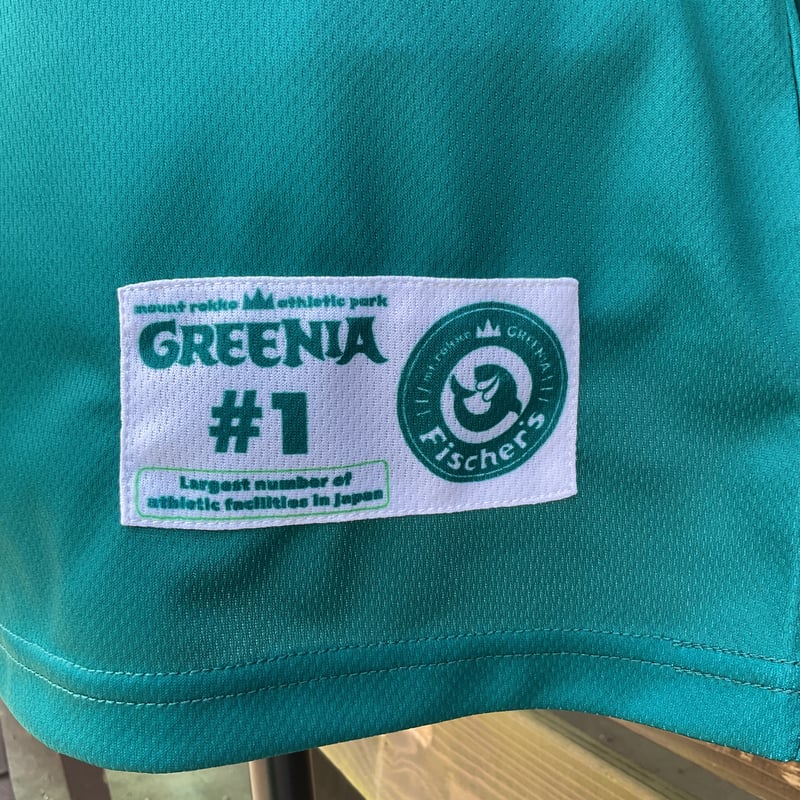 mount rokko athletic park
GREENIA
#1
Largest number of
athletic facilities in Japan
mt.rokko GREENIA
Fischer's